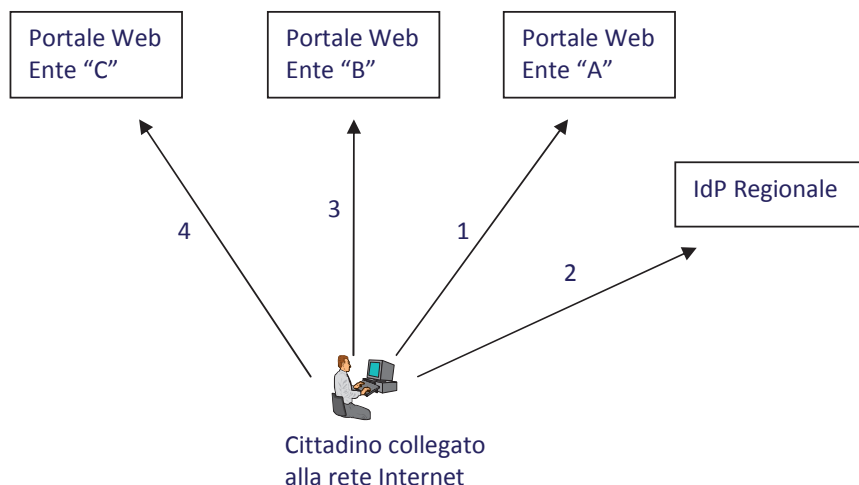 Portale Web
Ente “C”
Portale Web
Ente “B”
Portale Web
Ente “A”
IdP Regionale
4
3
1
2
Cittadino collegato
alla rete Internet